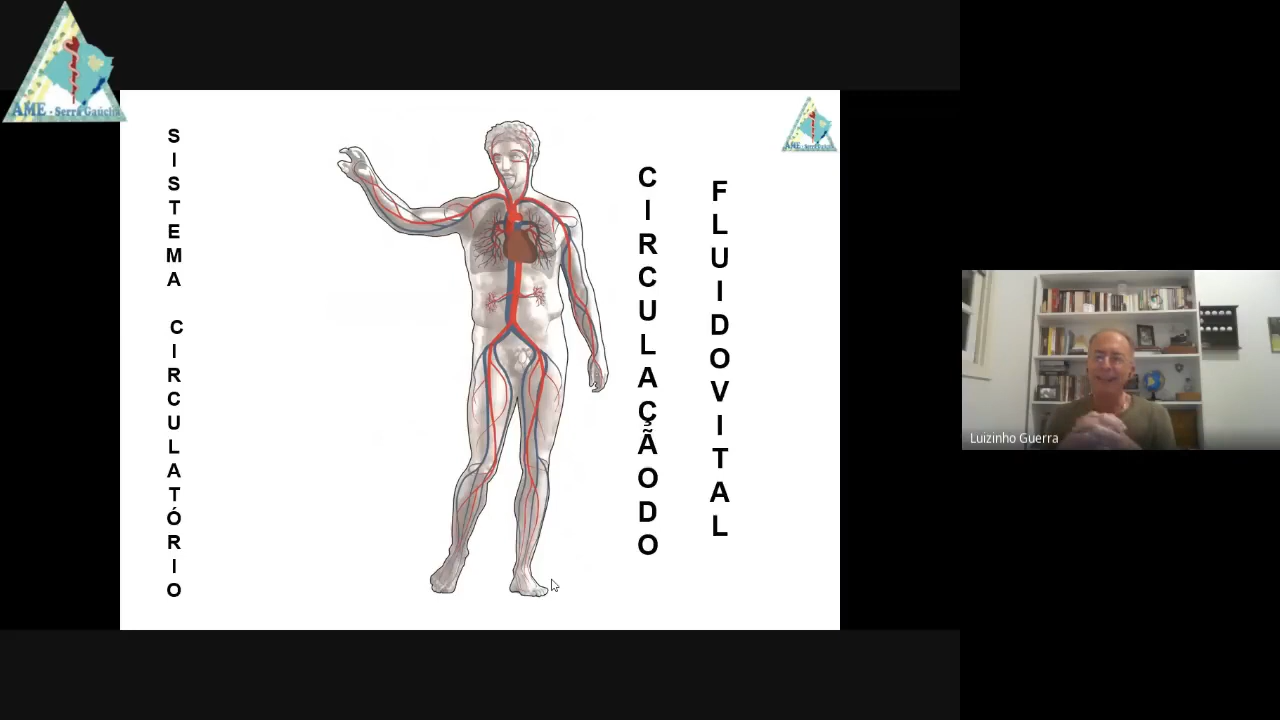 AME - Serra Gaúcha
SISTEMA CIRCULATÓRIO
CIRCULAÇÃO DO
FLUIDO VITAL
Luizinho Guerra